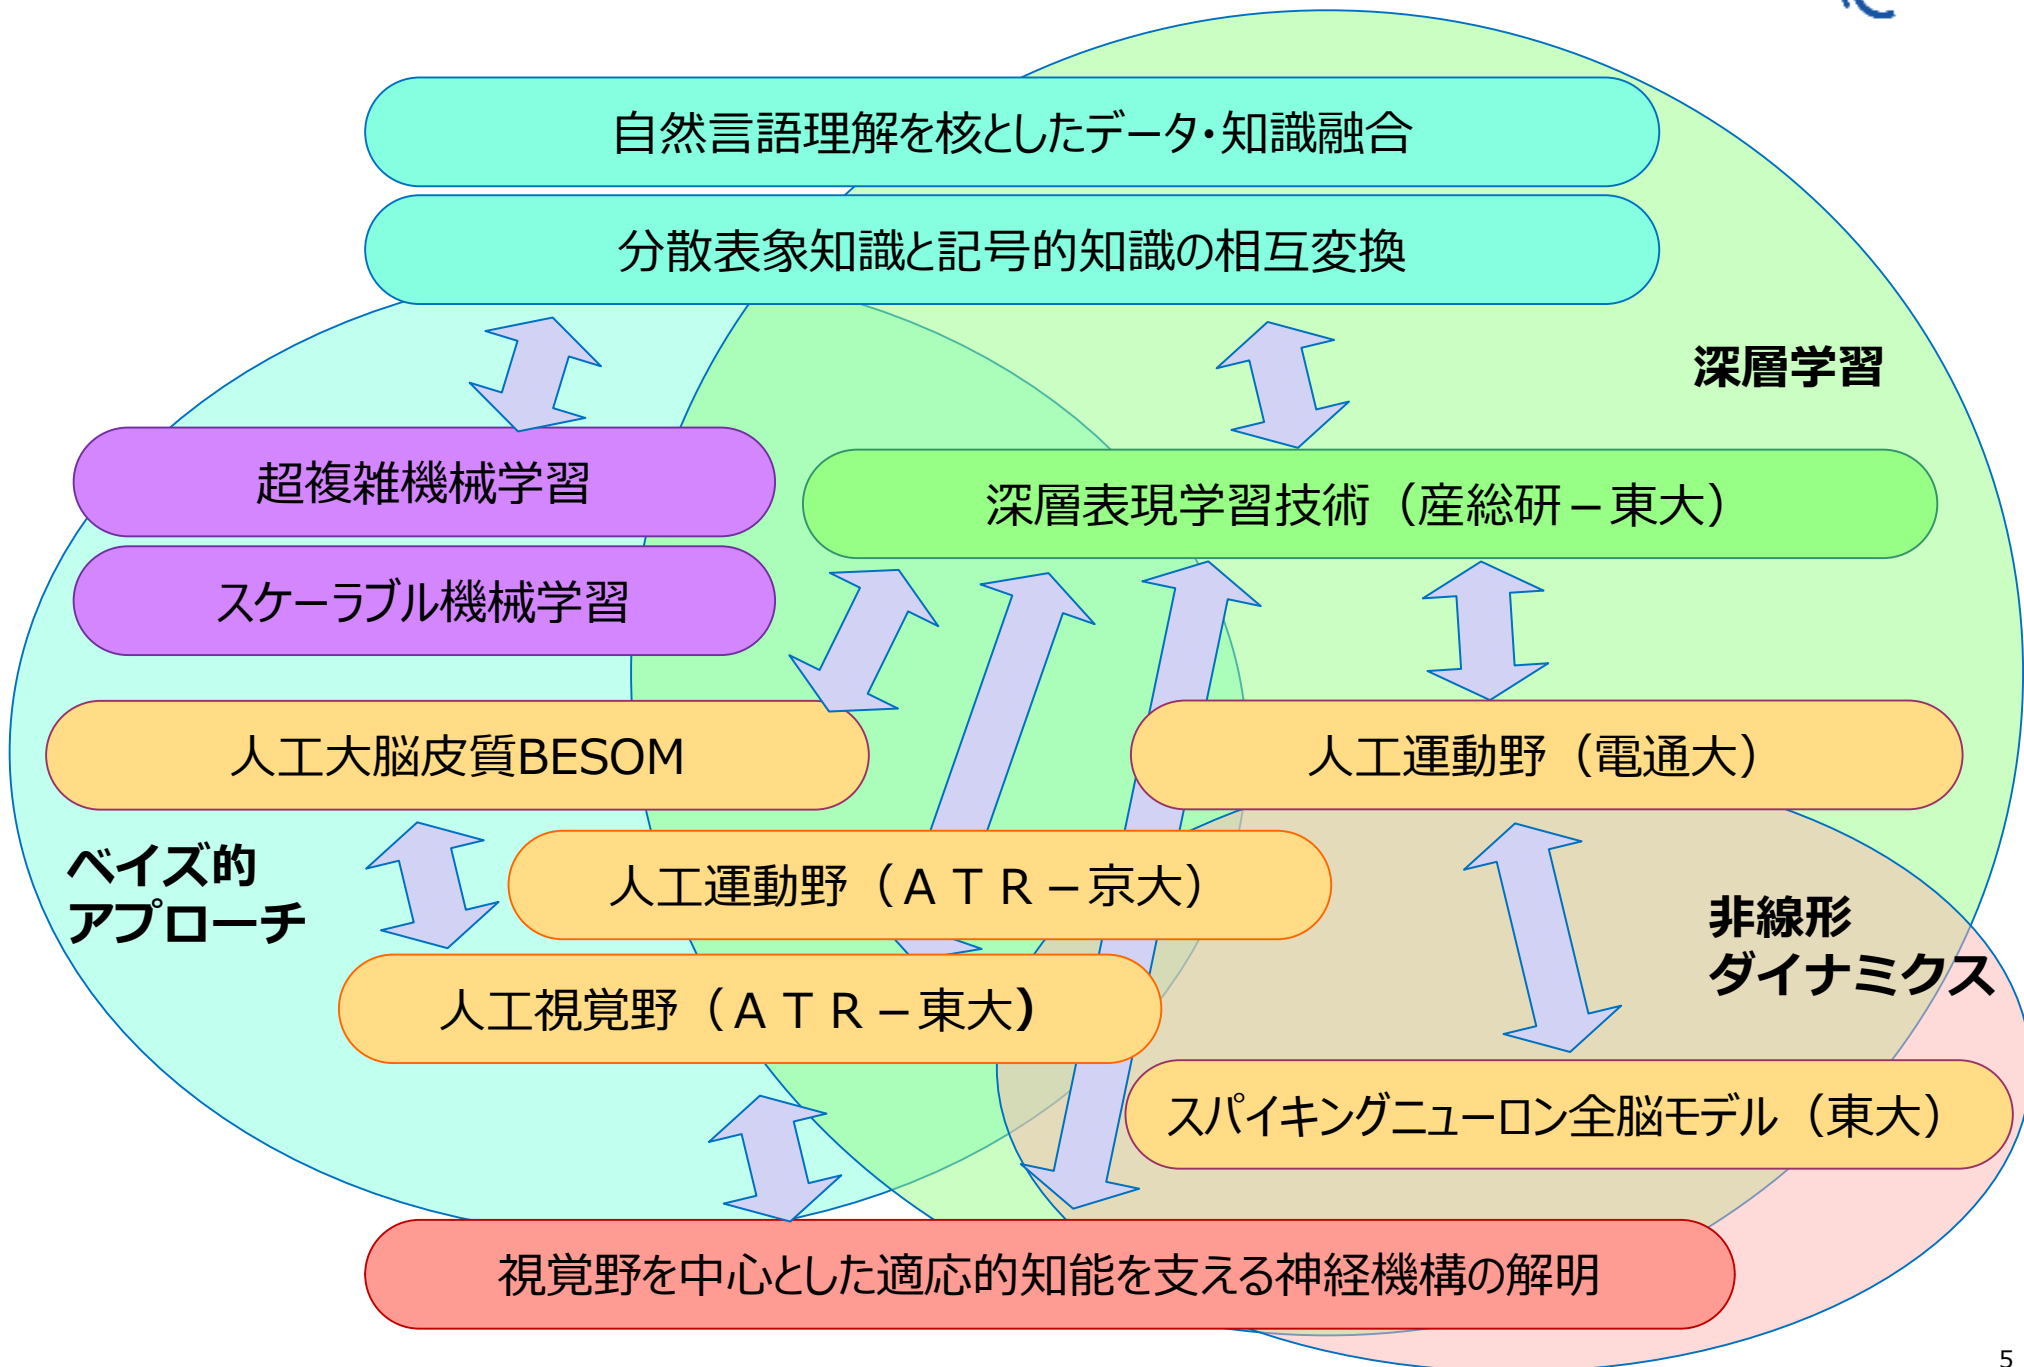 自然言語理解を核としたデータ・知識融合
分散表象知識と記号的知識の相互変換
深層学習
超複雑機械学習
深層表現学習技術（産総研－東大）
スケーラブル機械学習
人工大脳皮質BESOM
人工運動野（電通大）
ベイズ的
アプローチ
人工運動野（ＡＴＲ－京大）
非線形
ダイナミクス
人工視覚野（ＡＴＲ－東大)
スパイキングニューロン全脳モデル（東大）
視覚野を中心とした適応的知能を支える神経機構の解明
5